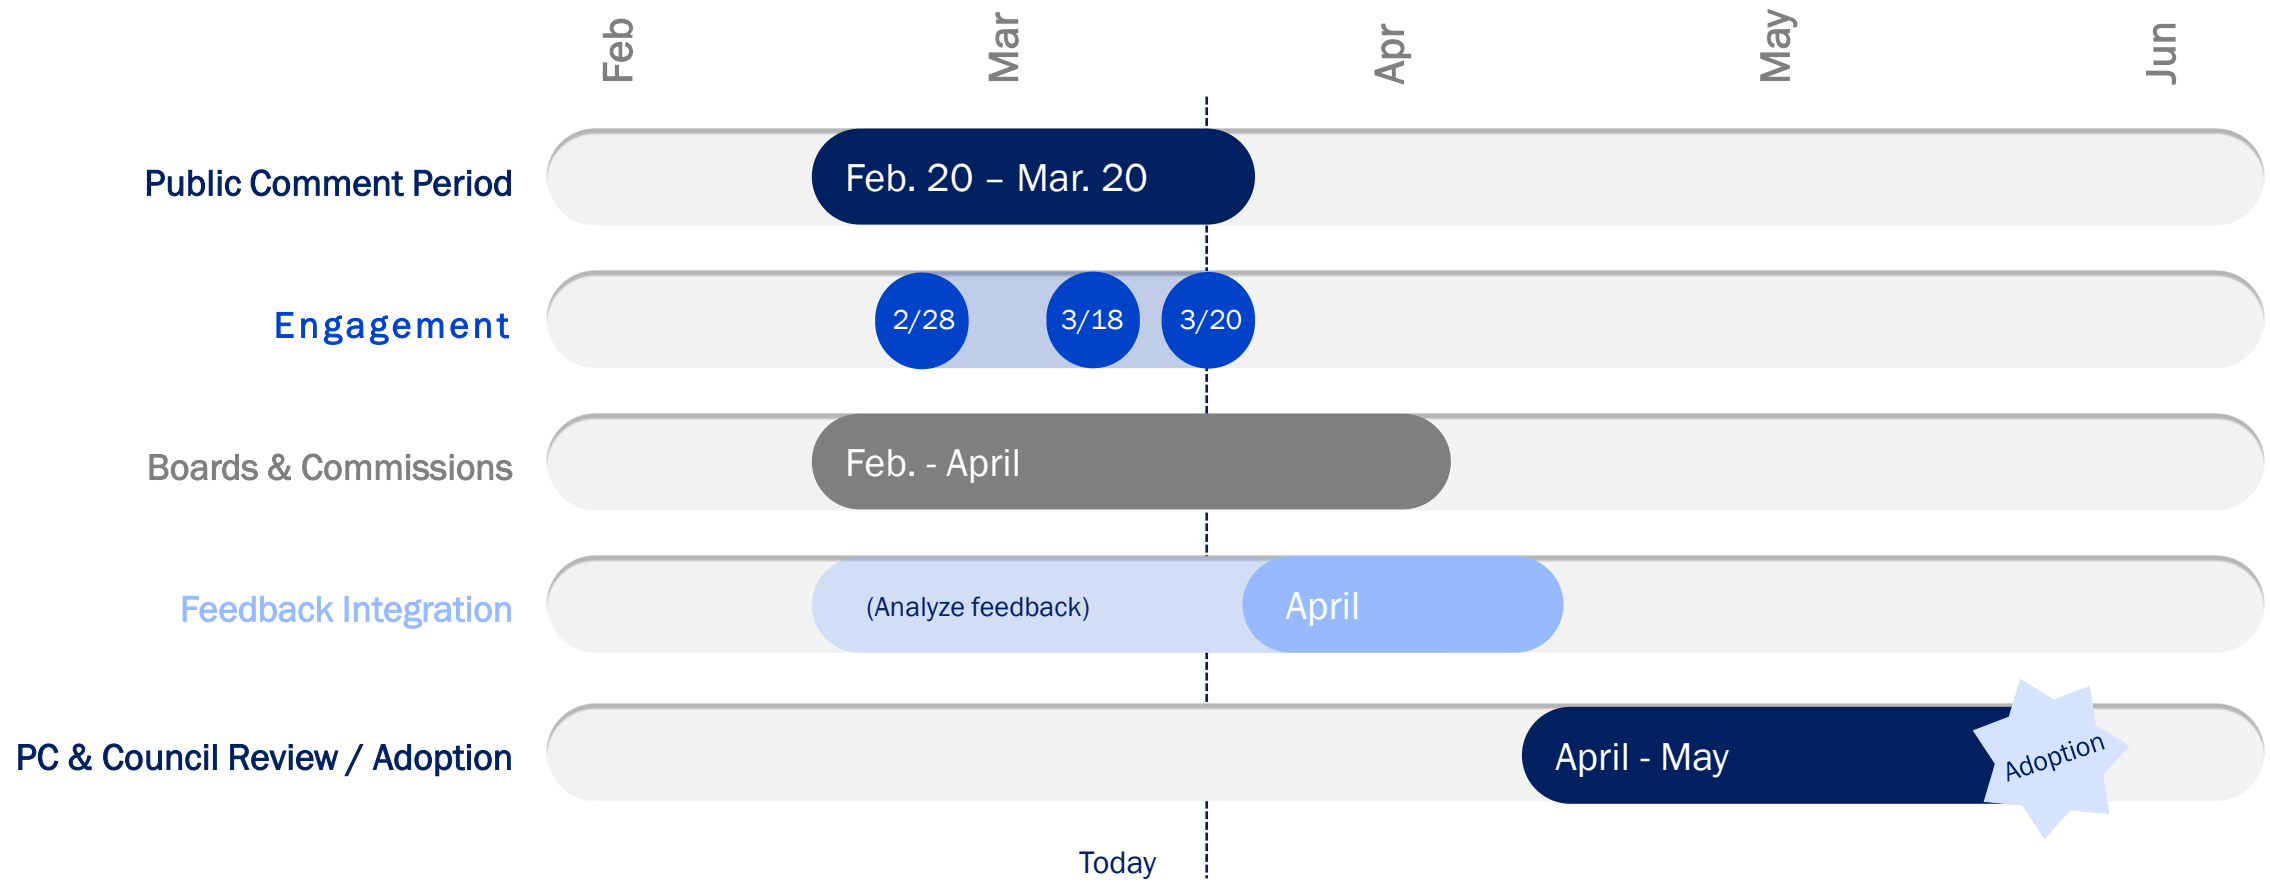 Feb
Mar
Apr
May
Jun
Public Comment Period
Feb. 20 – Mar. 20
Engagement
2/28
3/18
3/20
Boards & Commissions
Feb. - April
Feedback Integration
(Analyze feedback)
April
PC & Council Review / Adoption
April - May
Adoption
Today